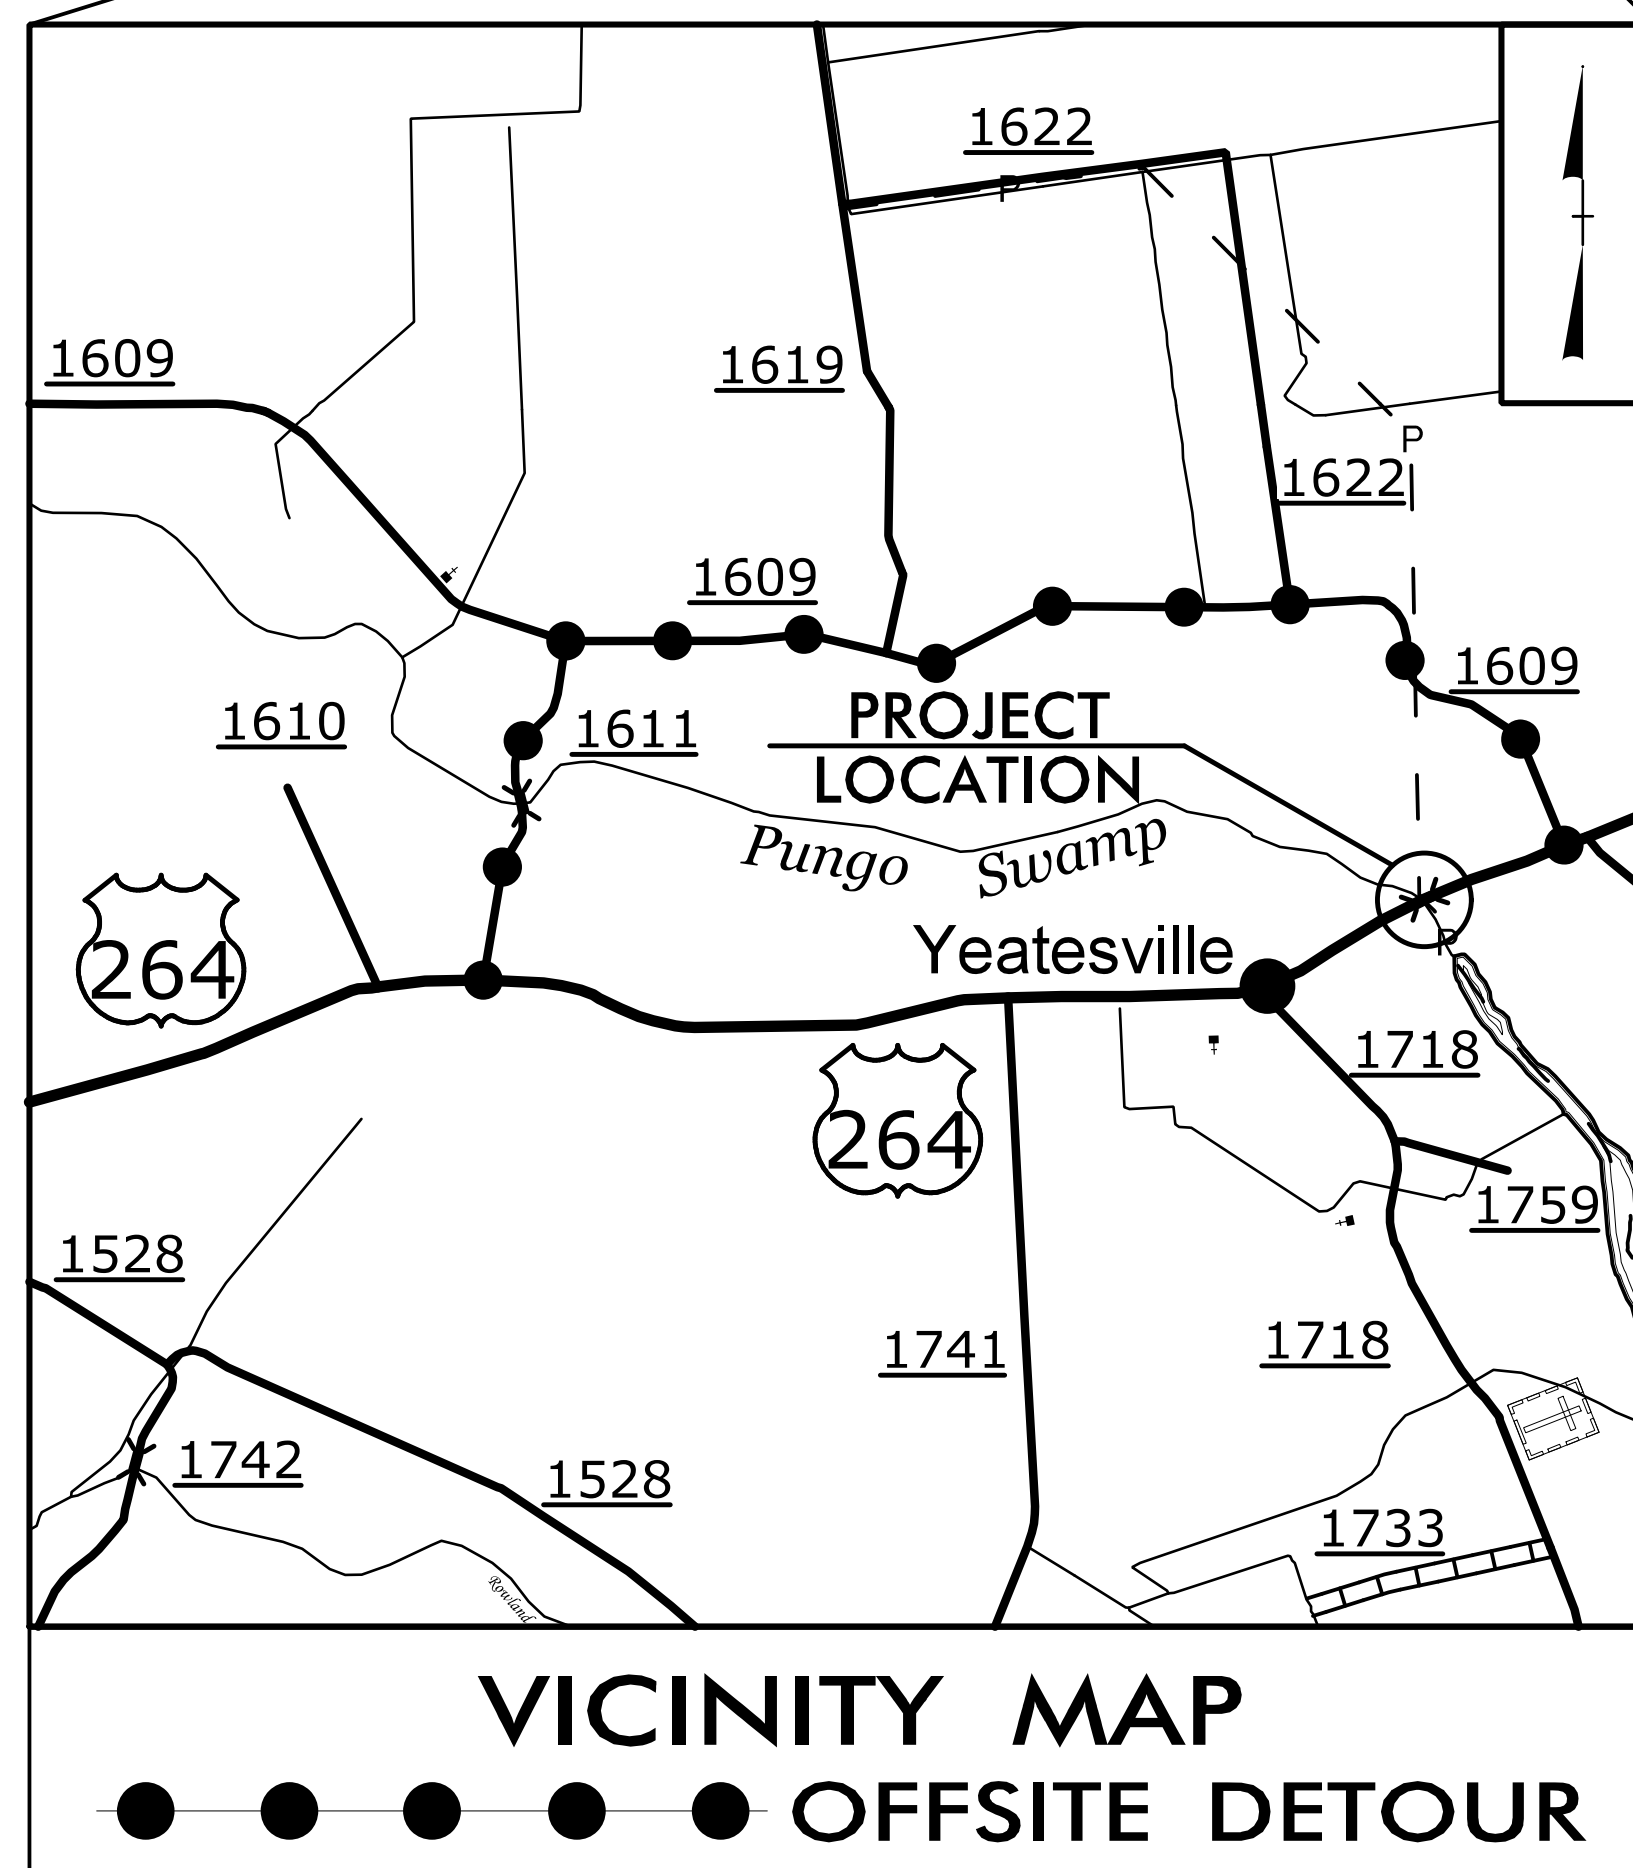 1622
1609
1619
P
P
1622
1609
1609
1610
1611
PROJECT
LOCATION
Pungo Swamp
264
Yeatesville
P
264
1718
1759
1528
1741
1718
1742
1528
1733
Rowland
VICINITY MAP
OFFSITE DETOUR